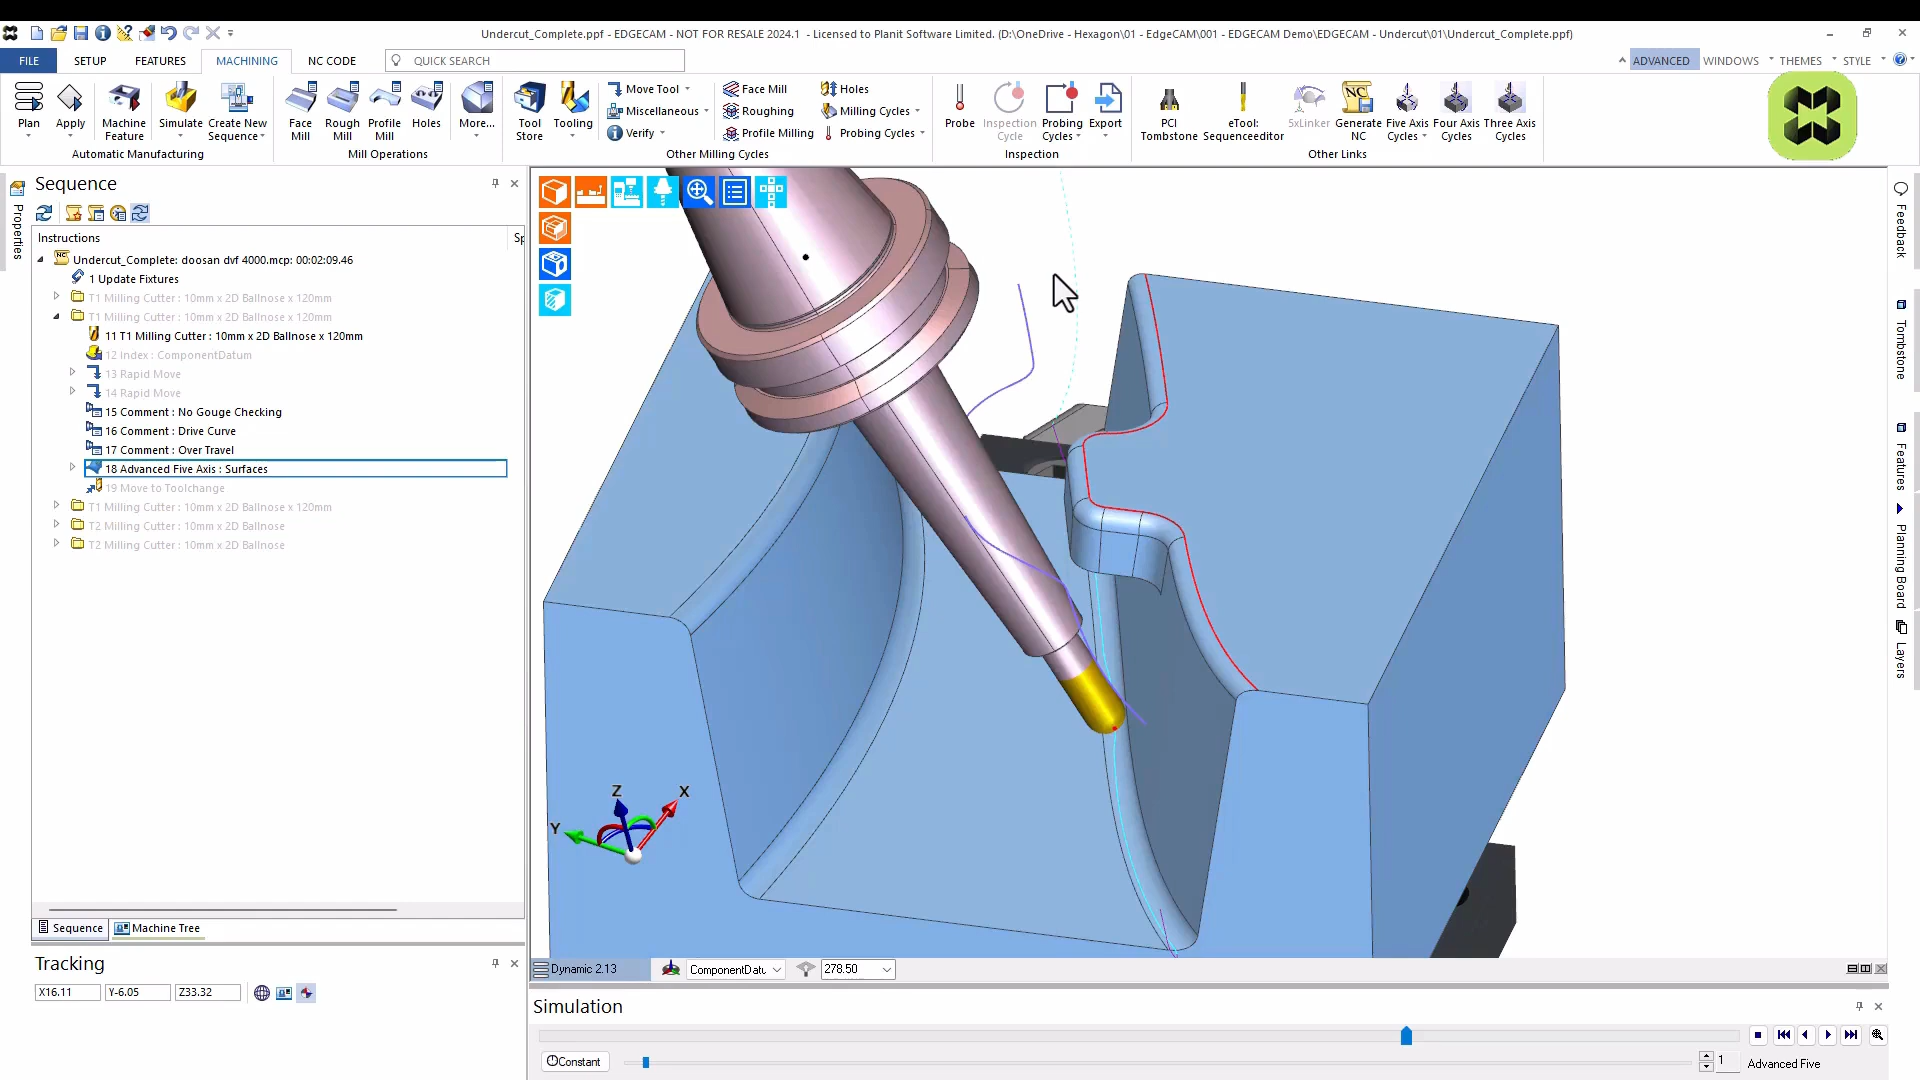 Undercut_Complete.ppf - EDGECAM - NOT FOR RESALE 2024.1 - Licensed to Planit Software Limited. (D:\OneDrive - Hexagon\01 - EdgeCAM\001 - EDGECAM Demo\EDGECAM - Undercut\01\Undercut_Complete.ppf)
FILE SETUP FEATURES MACHINING NC CODE QUICK SEARCH ADVANCED WINDOWS THEMES STYLE
Move Tool Face Mill Holes
Miscellaneous Roughing Milling Cycles
Verify Profile Milling Probing Cycles
Plan Apply Machine Feature Simulate Create New Sequence Face Mill Rough Mill Profile Mill Holes More... Tool Store Tooling Probe Inspection Cycle Probing Cycles Export PCI Tombstone eTool: Sequenceeditor 5xLinker Generate NC Five Axis Cycles Four Axis Cycles Three Axis Cycles
Automatic Manufacturing Mill Operations Other Milling Cycles Inspection Other Links
Properties
Sequence
Instructions Sp
Undercut_Complete: doosan dvf 4000.mcp: 00:02:09.46
1 Update Fixtures
T1 Milling Cutter : 10mm x 2D Ballnose x 120mm
T1 Milling Cutter : 10mm x 2D Ballnose x 120mm
11 T1 Milling Cutter : 10mm x 2D Ballnose x 120mm
12 Index : ComponentDatum
13 Rapid Move
14 Rapid Move
15 Comment : No Gouge Checking
16 Comment : Drive Curve
17 Comment : Over Travel
18 Advanced Five Axis : Surfaces
19 Move to Toolchange
T1 Milling Cutter : 10mm x 2D Ballnose x 120mm
T2 Milling Cutter : 10mm x 2D Ballnose
T2 Milling Cutter : 10mm x 2D Ballnose
Sequence Machine Tree
Tracking
X16.11 Y-6.05 Z33.32
Z X
Y
Feedback
Tombstone
Features
Planning Board
Layers
Dynamic 2.13 ComponentDatu 278.50
Simulation
Constant 1 Advanced Five